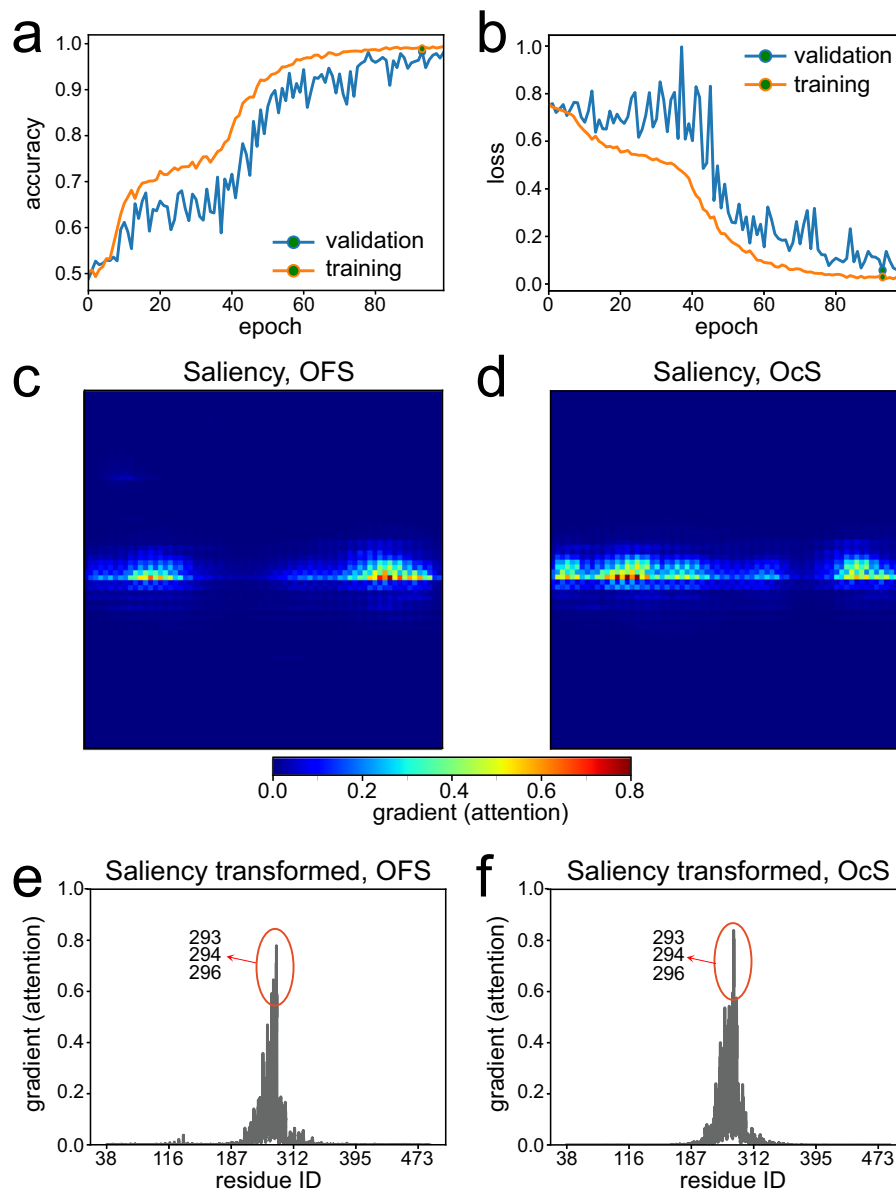 a
1.0
0.9
0.8
0.7
0.6
0.5
accuracy
validation
training
0 20 40 60 80
epoch
b
1.0
0.8
0.6
0.4
0.2
0.0
loss
validation
training
0 20 40 60 80
epoch
c
Saliency, OFS
d
Saliency, OcS
0.0 0.2 0.4 0.6 0.8
gradient (attention)
e
Saliency transformed, OFS
1.0
0.8
0.6
0.4
0.2
0.0
gradient (attention)
293
294
296
38 116 187 312 395 473
residue ID
f
Saliency transformed, OcS
1.0
0.8
0.6
0.4
0.2
0.0
gradient (attention)
293
294
296
38 116 187 312 395 473
residue ID